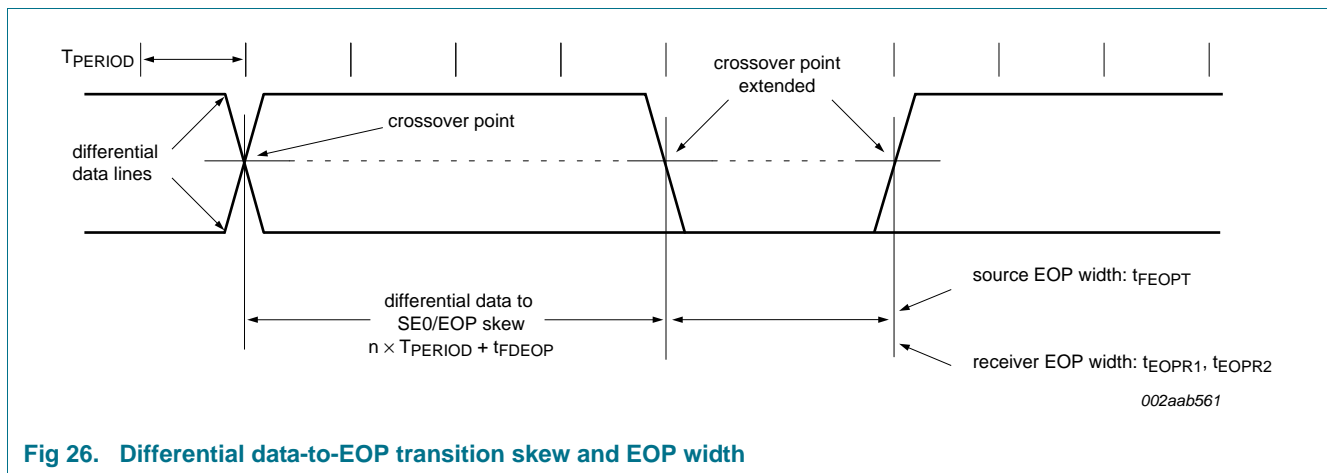 TPERIOD
crossover point
extended
crossover point
differential
data lines
source EOP width: tFEOPT
differential data to
SE0/EOP skew
n × TPERIOD + tFDEOP
receiver EOP width: tEOPR1, tEOPR2
002aab561
Fig 26. Differential data-to-EOP transition skew and EOP width